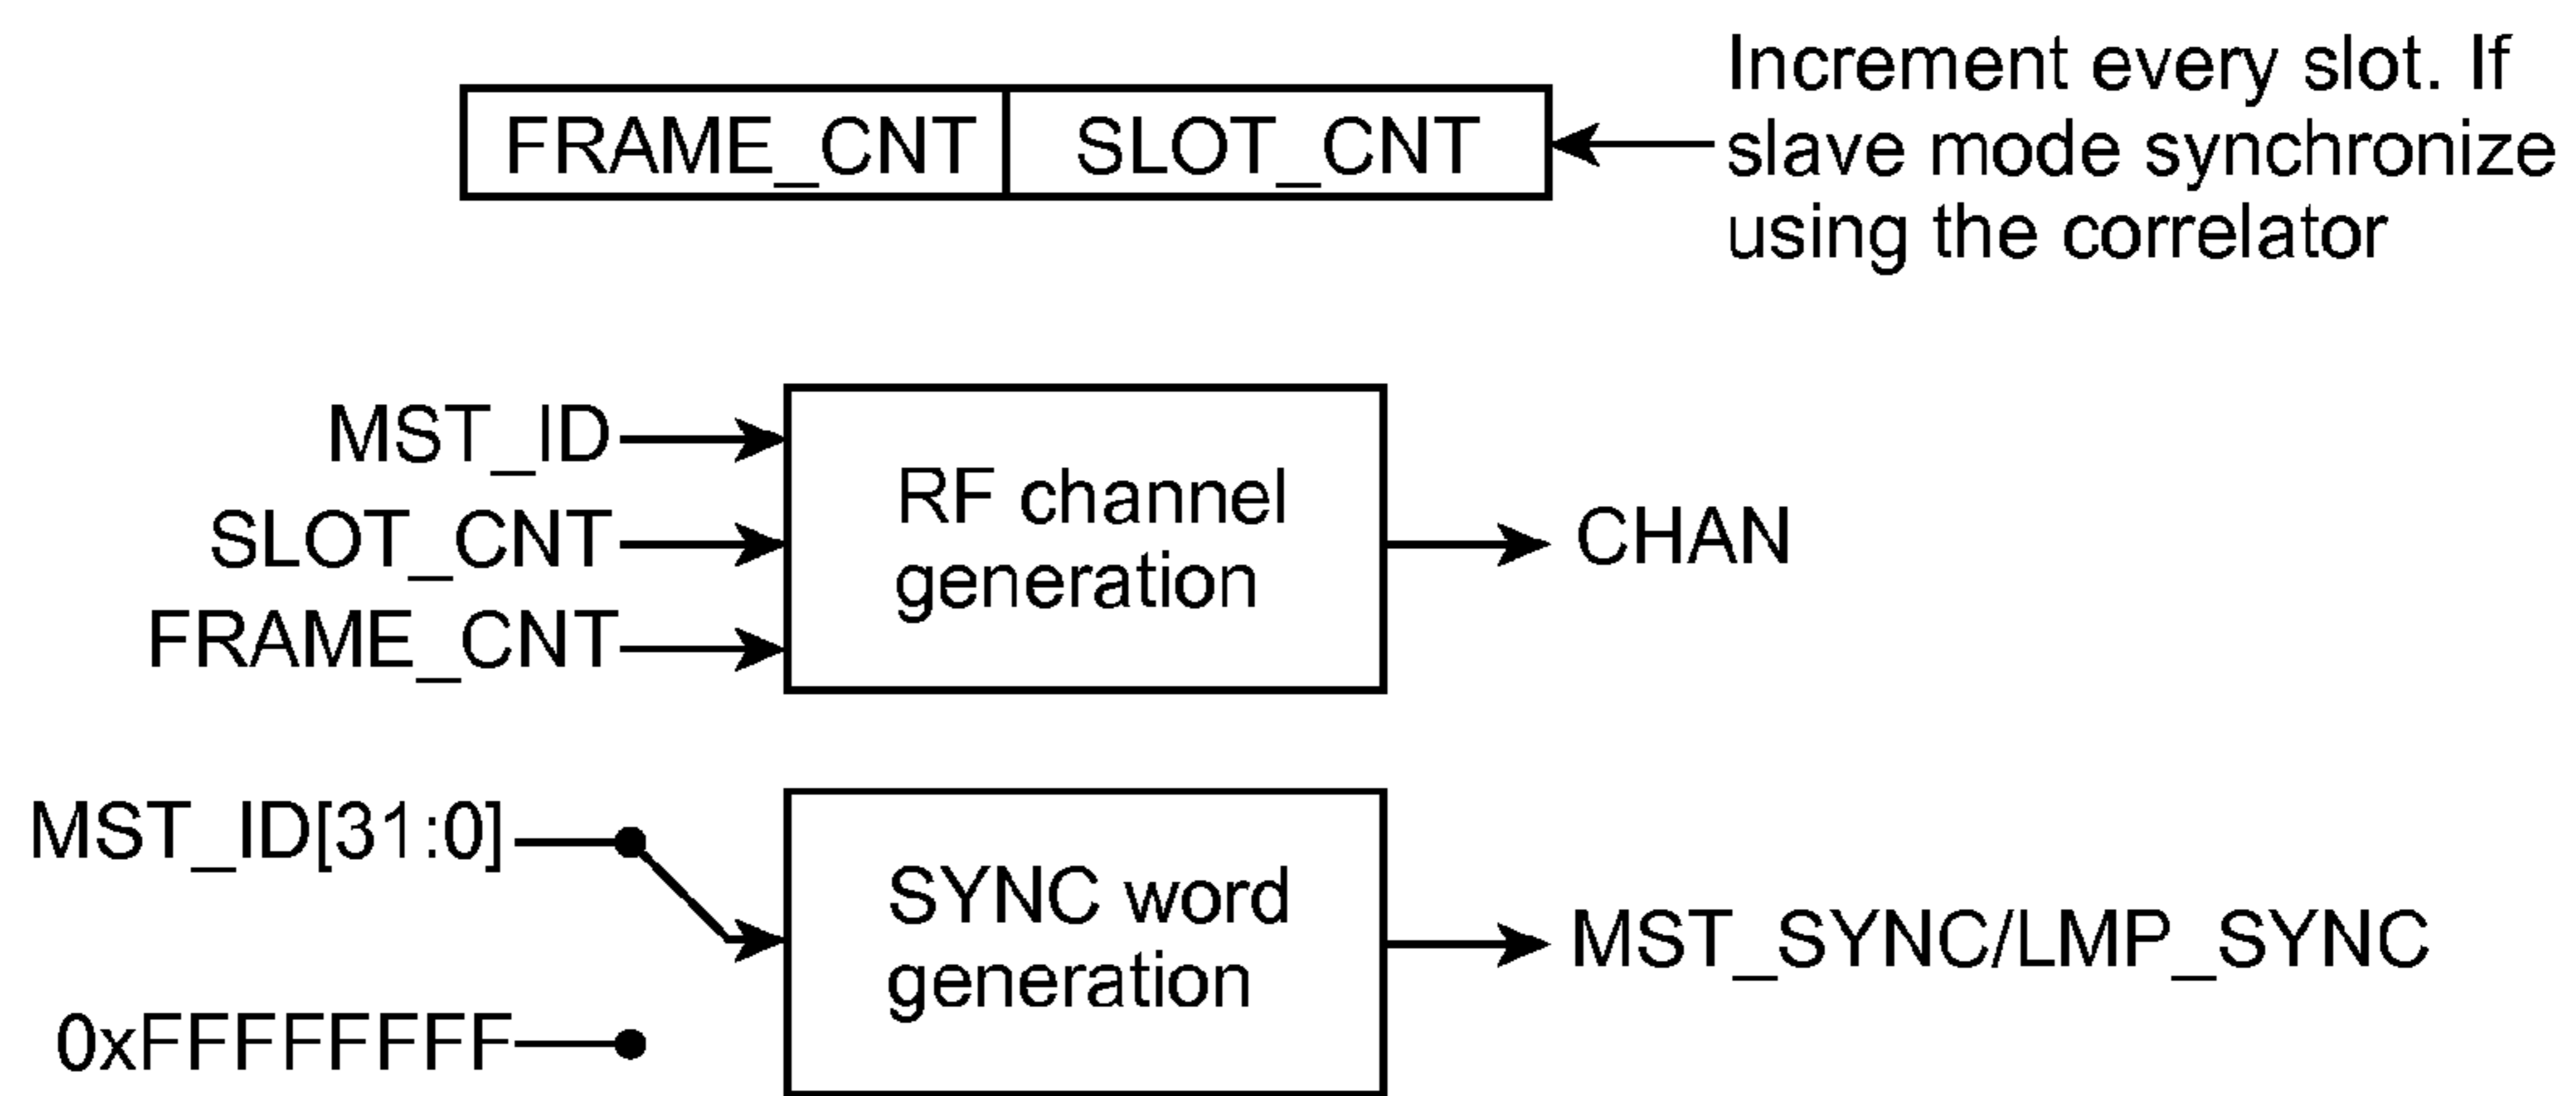 FRAME_CNT SLOT_CNT
Increment every slot. If
slave mode synchronize
using the correlator
MST_ID
SLOT_CNT
FRAME_CNT
RF channel
generation
CHAN
MST_ID[31:0]
0xFFFFFFFF
SYNC word
generation
MST_SYNC/LMP_SYNC